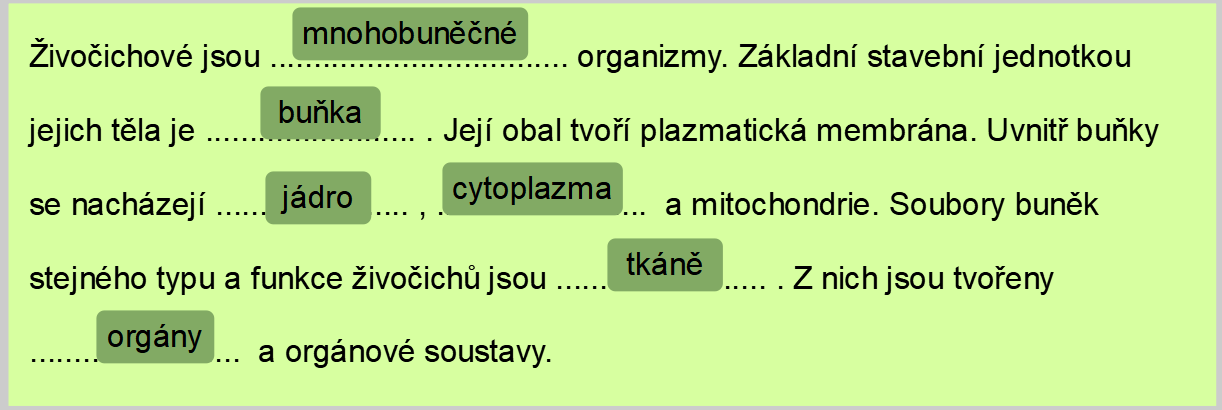 Živočichové jsou ...mnohobuněčné... organizmy. Základní stavební jednotkou
jejich těla je ...buňka... . Její obal tvoří plazmatická membrána. Uvnitř buňky
se nacházejí ......jádro.... , .cytoplazma... a mitochondrie. Soubory buněk
stejného typu a funkce živočichů jsou ......tkáně..... . Z nich jsou tvořeny
........orgány... a orgánové soustavy.